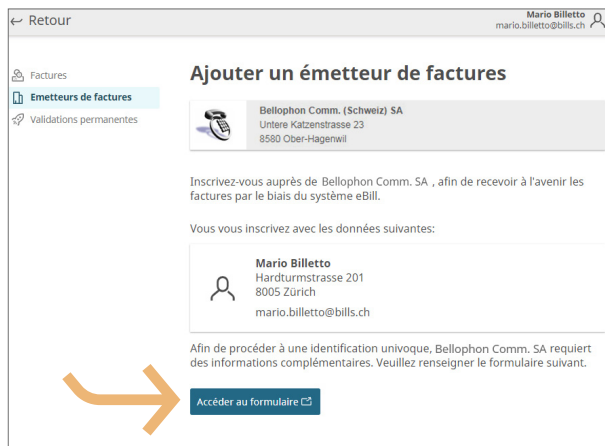 ← Retour
Mario Billetto
mario.billetto@bills.ch
Factures
Emetteurs de factures
Validations permanentes
Ajouter un émetteur de factures
Bellophon Comm. (Schweiz) SA
Untere Katzenstrasse 23
8580 Ober-Hagenwil
Inscrivez-vous auprès de Bellophon Comm. SA , afin de recevoir à l'avenir les
factures par le biais du système eBill.
Vous vous inscrivez avec les données suivantes:
Mario Billetto
Hardturmstrasse 201
8005 Zürich
mario.billetto@bills.ch
Afin de procéder à une identification univoque, Bellophon Comm. SA requiert
des informations complémentaires. Veuillez renseigner le formulaire suivant.
Accéder au formulaire